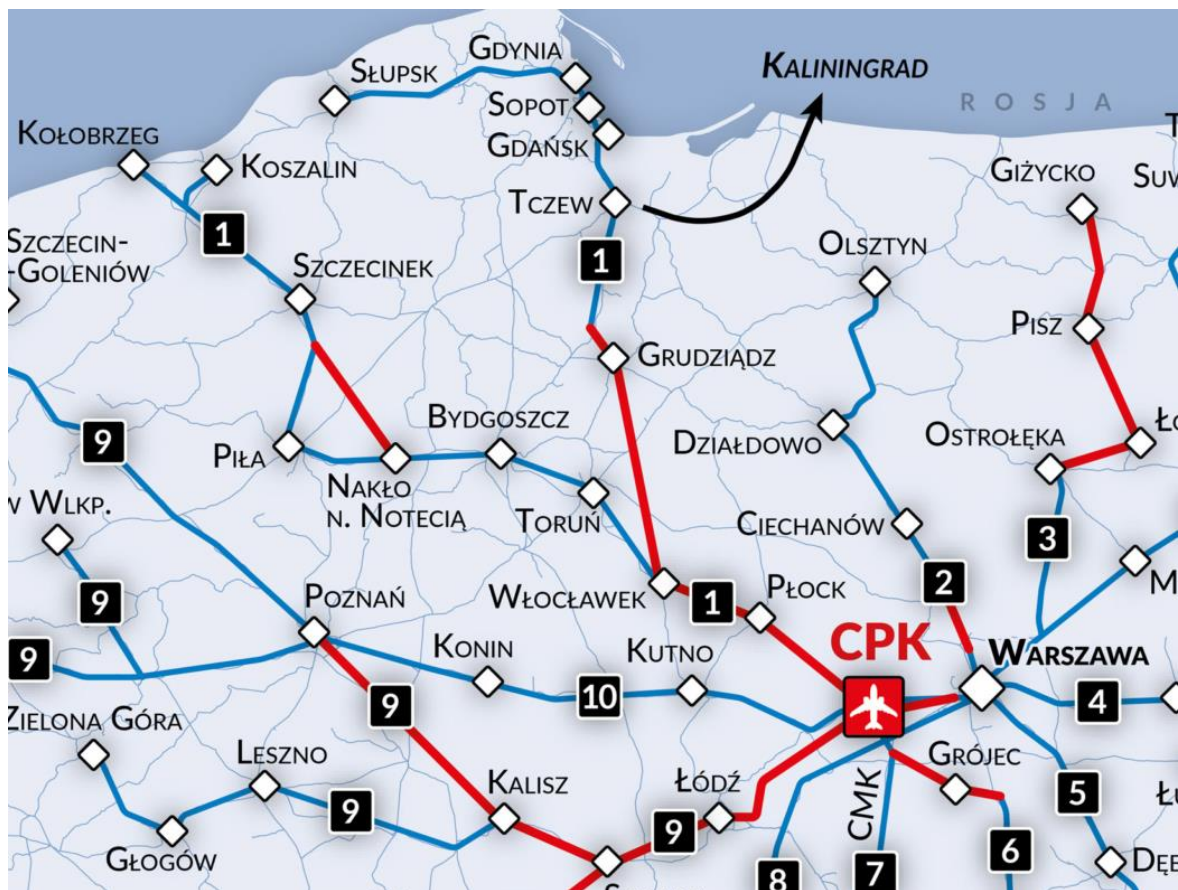 GDYNIA
KALININGRAD
SŁUPSK
ROSJA
SOPOT
KOŁOBRZEG
GDAŃSK
KOSZALIN
GIŻYCKO
TCZEW
1
OLSZTYN
SZCZECIN-
-GOLENIÓW
SZCZECINEK
1
PISZ
GRUDZIĄDZ
BYDGOSZCZ
9
DZIAŁDOWO
OSTROŁĘKA
PIŁA
NAKŁO
N. NOTECIĄ
WLKP.
TORUŃ
CIECHANÓW
3
2
9
POZNAŃ
WŁOCŁAWEK
1
PŁOCK
CPK
WARSZAWA
9
KONIN
KUTNO
10
4
9
ZIELONA GÓRA
LESZNO
GRÓJEC
KALISZ
ŁÓDŹ
CMK
5
9
9
GŁOGÓW
6
8
7